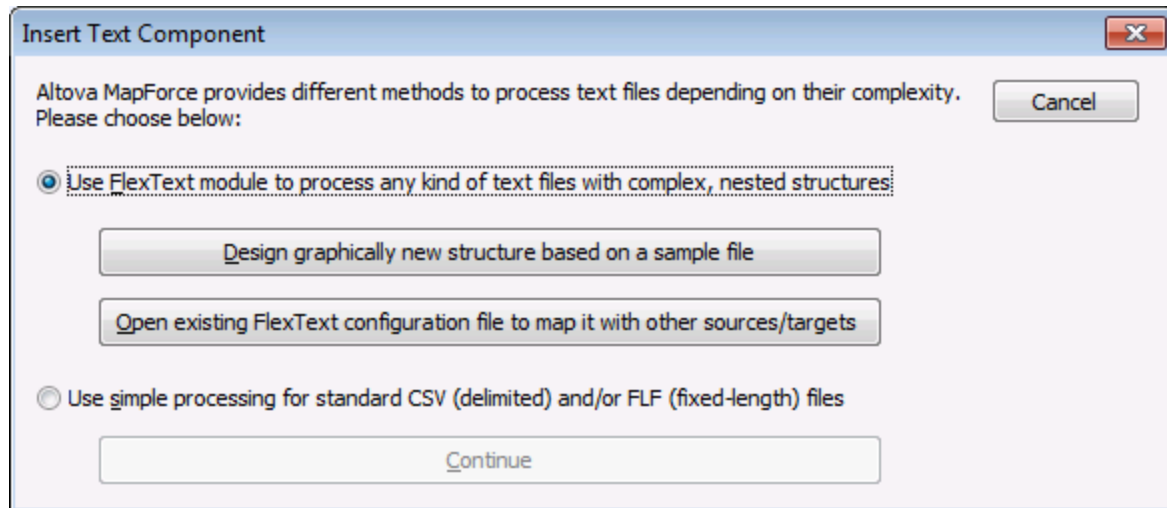 Insert Text Component
Altova MapForce provides different methods to process text files depending on their complexity.
Please choose below:
Cancel
Use FlexText module to process any kind of text files with complex, nested structures
Design graphically new structure based on a sample file
Open existing FlexText configuration file to map it with other sources/targets
Use simple processing for standard CSV (delimited) and/or FLF (fixed-length) files
Continue